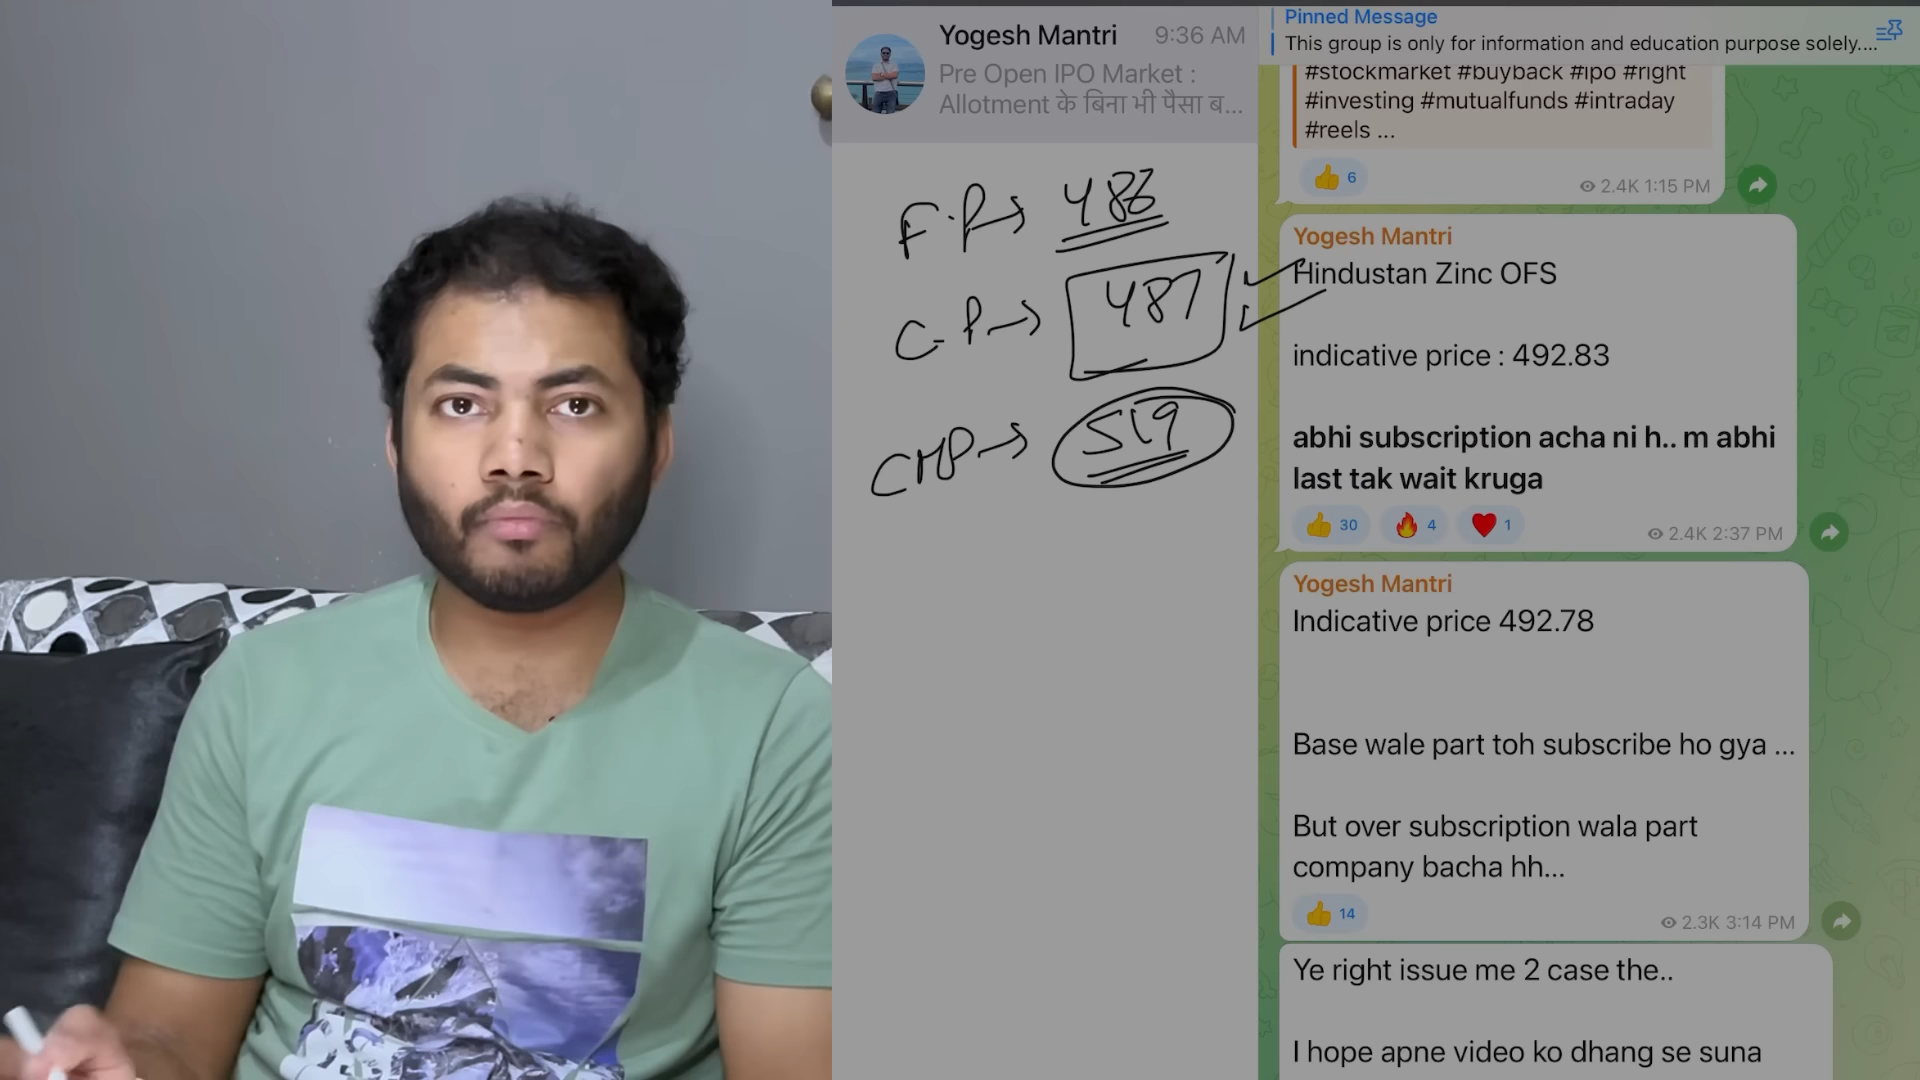 Yogesh Mantri 9:36 AM
Pre Open IPO Market :
Allotment के बिना भी पैसा ब...
F.P → 486
C.P → 487
CMP → 519
Pinned Message
This group is only for information and education purpose solely....
#stockmarket #buyback #ipo #right
#investing #mutualfunds #intraday
#reels ...
6
2.4K 1:15 PM
Yogesh Mantri
Hindustan Zinc OFS
indicative price : 492.83
abhi subscription acha ni h.. m abhi
last tak wait kruga
30 4 1
2.4K 2:37 PM
Yogesh Mantri
Indicative price 492.78
Base wale part toh subscribe ho gya ...
But over subscription wala part
company bacha hh...
14
2.3K 3:14 PM
Ye right issue me 2 case the..
I hope apne video ko dhang se suna